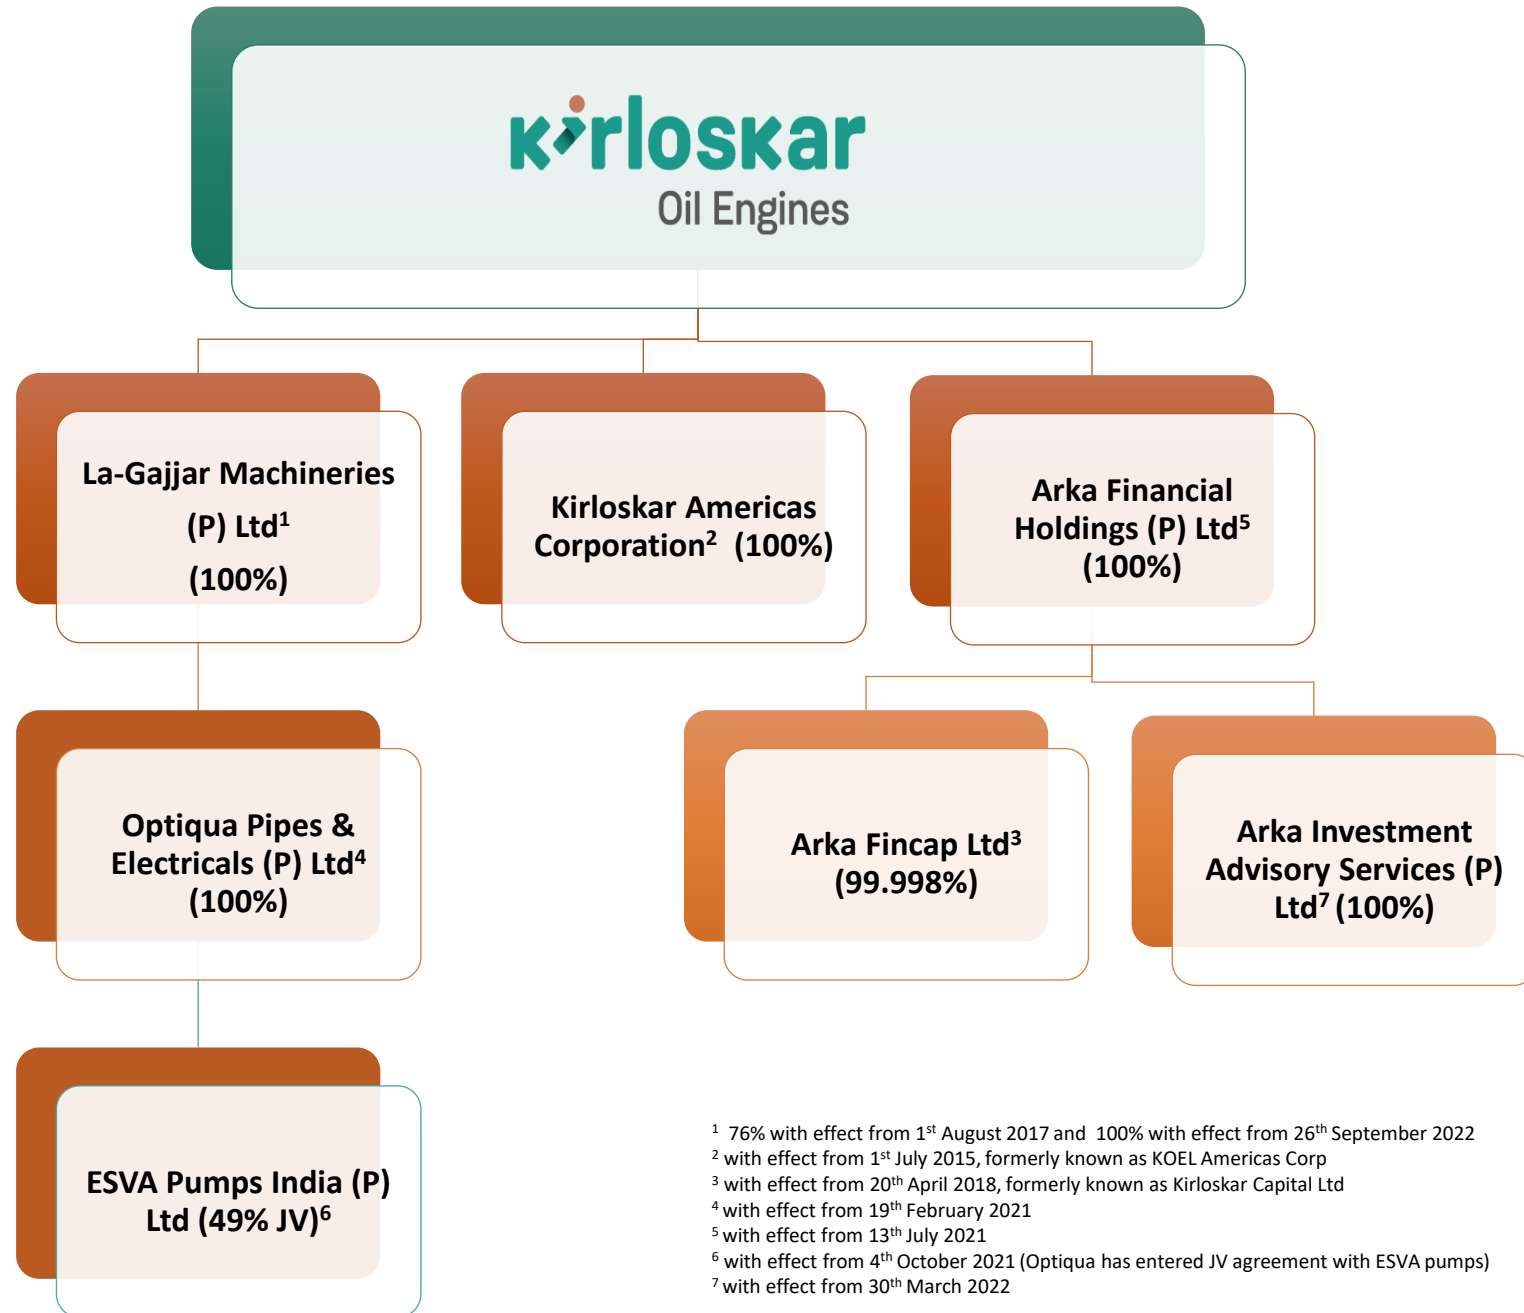 kirloskar
Oil Engines
La-Gajjar Machineries
(P) Ltd¹
(100%)
Kirloskar Americas
Corporation² (100%)
Arka Financial
Holdings (P) Ltd⁵
(100%)
Optiqua Pipes &
Electricals (P) Ltd⁴
(100%)
Arka Fincap Ltd³
(99.998%)
Arka Investment
Advisory Services (P)
Ltd⁷ (100%)
ESVA Pumps India (P)
Ltd (49% JV)⁶
¹ 76% with effect from 1st August 2017 and 100% with effect from 26th September 2022
² with effect from 1st July 2015, formerly known as KOEL Americas Corp
³ with effect from 20th April 2018, formerly known as Kirloskar Capital Ltd
⁴ with effect from 19th February 2021
⁵ with effect from 13th July 2021
⁶ with effect from 4th October 2021 (Optiqua has entered JV agreement with ESVA pumps)
⁷ with effect from 30th March 2022